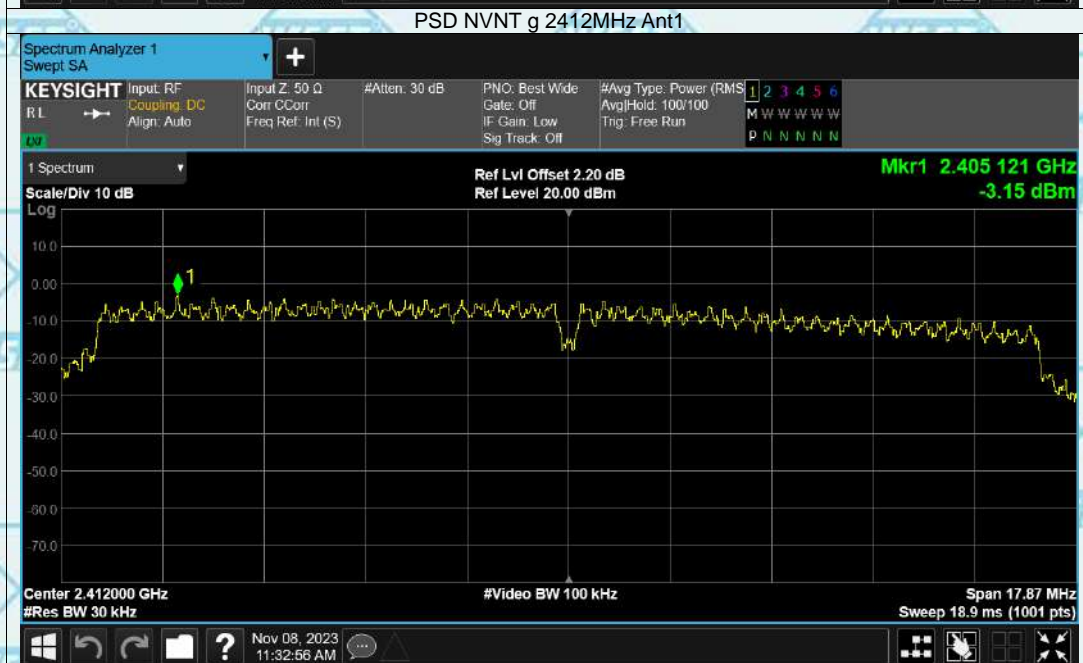 PSD NVNT g 2412MHz Ant1
Spectrum Analyzer 1
Swept SA
+
KEYSIGHT
R L
LXI
Input: RF
Coupling: DC
Align: Auto
Input Z: 50 Ω
Corr CCorr
Freq Ref: Int (S)
#Atten: 30 dB
PNO: Best Wide
Gate: Off
IF Gain: Low
Sig Track: Off
#Avg Type: Power (RMS
Avg|Hold: 100/100
Trig: Free Run
1 2 3 4 5 6
M W W W W W
P N N N N N
1 Spectrum
Scale/Div 10 dB
Log
Ref Lvl Offset 2.20 dB
Ref Level 20.00 dBm
Mkr1 2.405 121 GHz
-3.15 dBm
10.0
0.00
1
-10.0
-20.0
-30.0
-40.0
-50.0
-60.0
-70.0
Center 2.412000 GHz
#Res BW 30 kHz
#Video BW 100 kHz
Span 17.87 MHz
Sweep 18.9 ms (1001 pts)
?
Nov 08, 2023
11:32:56 AM